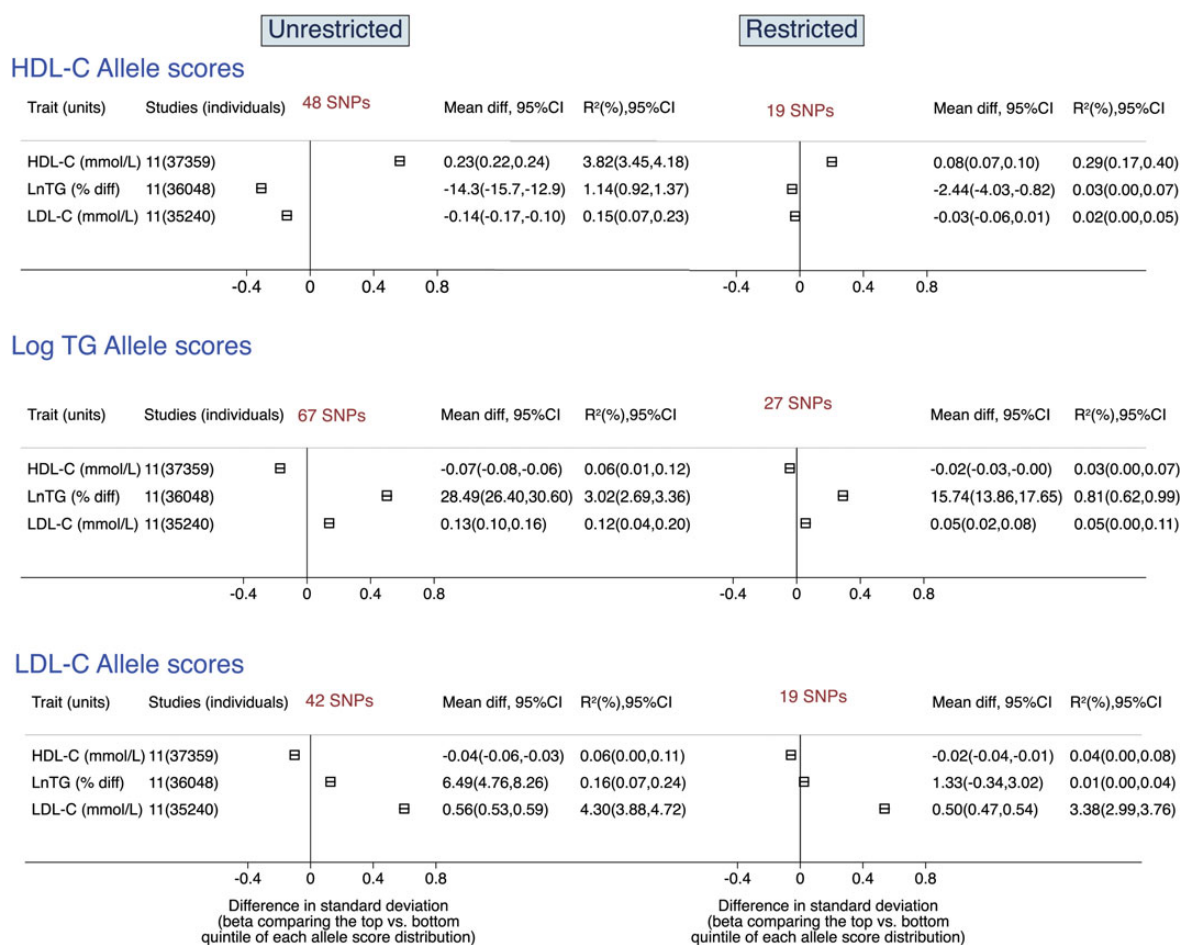 Unrestricted Restricted
HDL-C Allele scores
Trait (units) Studies (individuals) 48 SNPs Mean diff, 95%CI R²(%),95%CI 19 SNPs Mean diff, 95%CI R²(%),95%CI
HDL-C (mmol/L) 11(37359) 0.23(0.22,0.24) 3.82(3.45,4.18) 0.08(0.07,0.10) 0.29(0.17,0.40)
LnTG (% diff) 11(36048) -14.3(-15.7,-12.9) 1.14(0.92,1.37) -2.44(-4.03,-0.82) 0.03(0.00,0.07)
LDL-C (mmol/L) 11(35240) -0.14(-0.17,-0.10) 0.15(0.07,0.23) -0.03(-0.06,0.01) 0.02(0.00,0.05)
-0.4 0 0.4 0.8 -0.4 0 0.4 0.8
Log TG Allele scores
Trait (units) Studies (individuals) 67 SNPs Mean diff, 95%CI R²(%),95%CI 27 SNPs Mean diff, 95%CI R²(%),95%CI
HDL-C (mmol/L) 11(37359) -0.07(-0.08,-0.06) 0.06(0.01,0.12) -0.02(-0.03,-0.00) 0.03(0.00,0.07)
LnTG (% diff) 11(36048) 28.49(26.40,30.60) 3.02(2.69,3.36) 15.74(13.86,17.65) 0.81(0.62,0.99)
LDL-C (mmol/L) 11(35240) 0.13(0.10,0.16) 0.12(0.04,0.20) 0.05(0.02,0.08) 0.05(0.00,0.11)
-0.4 0 0.4 0.8 -0.4 0 0.4 0.8
LDL-C Allele scores
Trait (units) Studies (individuals) 42 SNPs Mean diff, 95%CI R²(%),95%CI 19 SNPs Mean diff, 95%CI R²(%),95%CI
HDL-C (mmol/L) 11(37359) -0.04(-0.06,-0.03) 0.06(0.00,0.11) -0.02(-0.04,-0.01) 0.04(0.00,0.08)
LnTG (% diff) 11(36048) 6.49(4.76,8.26) 0.16(0.07,0.24) 1.33(-0.34,3.02) 0.01(0.00,0.04)
LDL-C (mmol/L) 11(35240) 0.56(0.53,0.59) 4.30(3.88,4.72) 0.50(0.47,0.54) 3.38(2.99,3.76)
-0.4 0 0.4 0.8 -0.4 0 0.4 0.8
Difference in standard deviation Difference in standard deviation
(beta comparing the top vs. bottom (beta comparing the top vs. bottom
quintile of each allele score distribution) quintile of each allele score distribution)